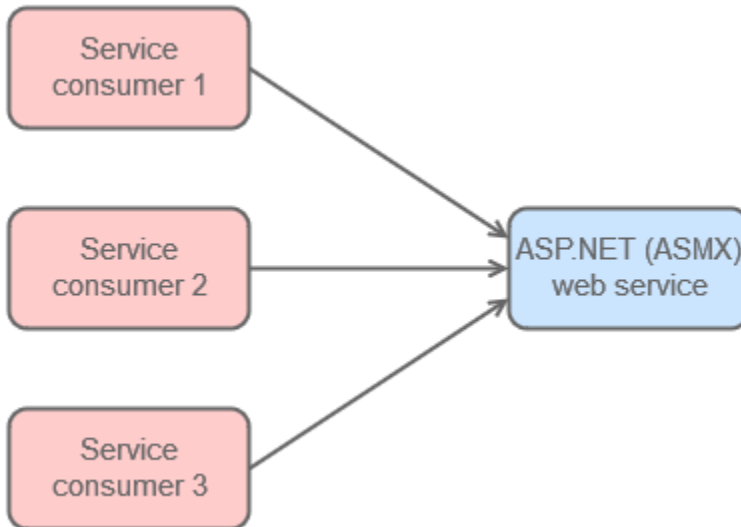 Service
consumer 1
Service
consumer 2
ASP.NET (ASMX)
web service
Service
consumer 3